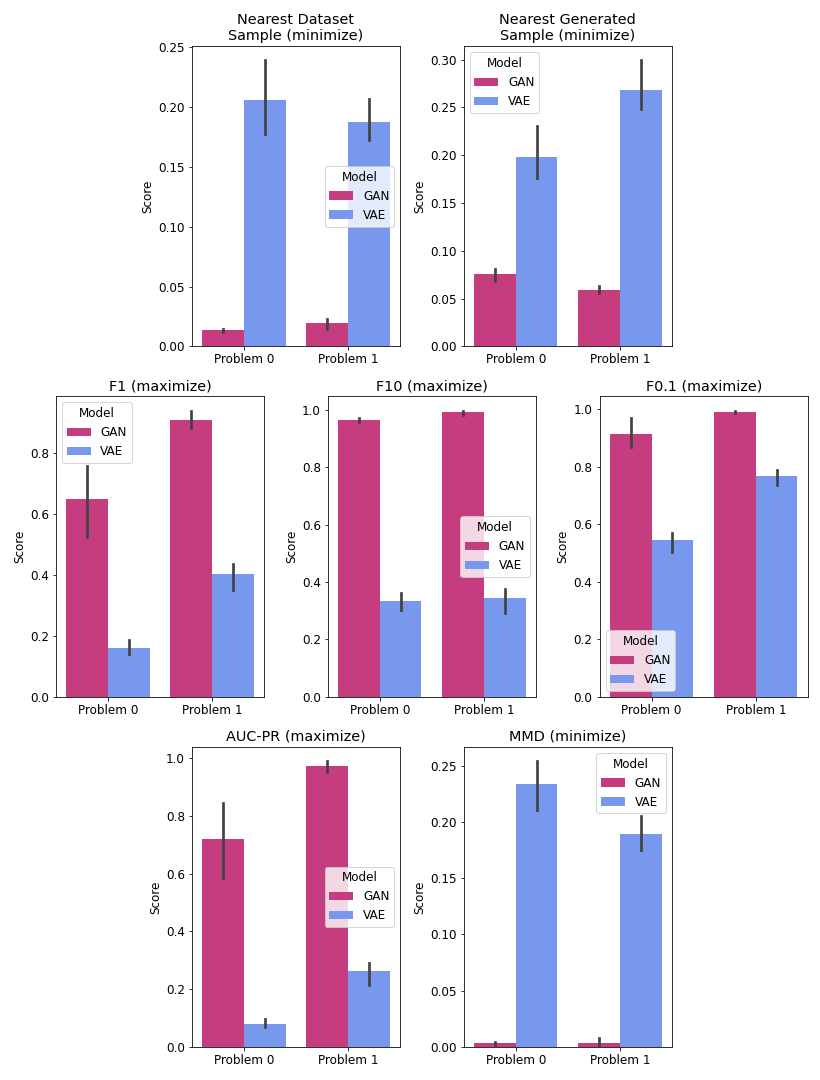 Nearest Dataset
Sample (minimize)
0.25
0.20
0.15
0.10
0.05
0.00
Score
Model
GAN
VAE
Problem 0 Problem 1
Nearest Generated
Sample (minimize)
0.30
0.25
0.20
0.15
0.10
0.05
0.00
Score
Model
GAN
VAE
Problem 0 Problem 1
F1 (maximize)
0.8
0.6
0.4
0.2
0.0
Score
Model
GAN
VAE
Problem 0 Problem 1
F10 (maximize)
1.0
0.8
0.6
0.4
0.2
0.0
Score
Model
GAN
VAE
Problem 0 Problem 1
F0.1 (maximize)
1.0
0.8
0.6
0.4
0.2
0.0
Score
Model
GAN
VAE
Problem 0 Problem 1
AUC-PR (maximize)
1.0
0.8
0.6
0.4
0.2
0.0
Score
Model
GAN
VAE
Problem 0 Problem 1
MMD (minimize)
0.25
0.20
0.15
0.10
0.05
0.00
Score
Model
GAN
VAE
Problem 0 Problem 1